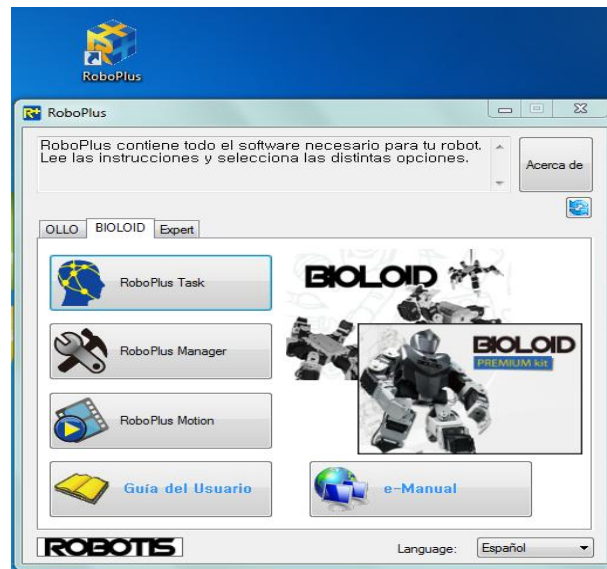 RoboPlus
RoboPlus
RoboPlus contiene todo el software necesario para tu robot.
Lee las instrucciones y selecciona las distintas opciones.
Acerca de
OLLO BIOLOID Expert
RoboPlus Task
BIOLOID
RoboPlus Manager
BIOLOID
PREMIUM kit
RoboPlus Motion
Guía del Usuario
e-Manual
ROBOTIS
Language: Español